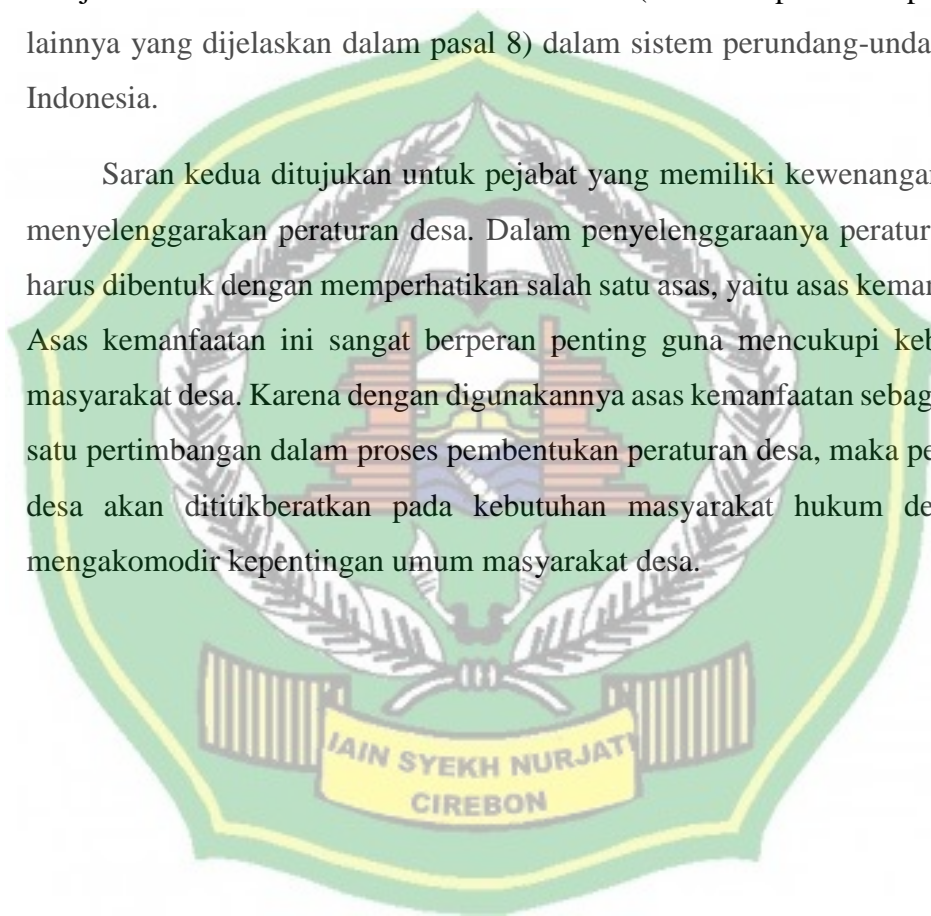 lainnya yang dijelaskan dalam pasal 8) dalam sistem perundang-unda
Indonesia.
Saran kedua ditujukan untuk pejabat yang memiliki kewenangan
menyelenggarakan peraturan desa. Dalam penyelenggaraanya peratur
harus dibentuk dengan memperhatikan salah satu asas, yaitu asas keman
Asas kemanfaatan ini sangat berperan penting guna mencukupi keb
masyarakat desa. Karena dengan digunakannya asas kemanfaatan sebag
satu pertimbangan dalam proses pembentukan peraturan desa, maka pe
desa akan dititikberatkan pada kebutuhan masyarakat hukum de
mengakomodir kepentingan umum masyarakat desa.
IAIN SYEKH NURJATI
CIREBON